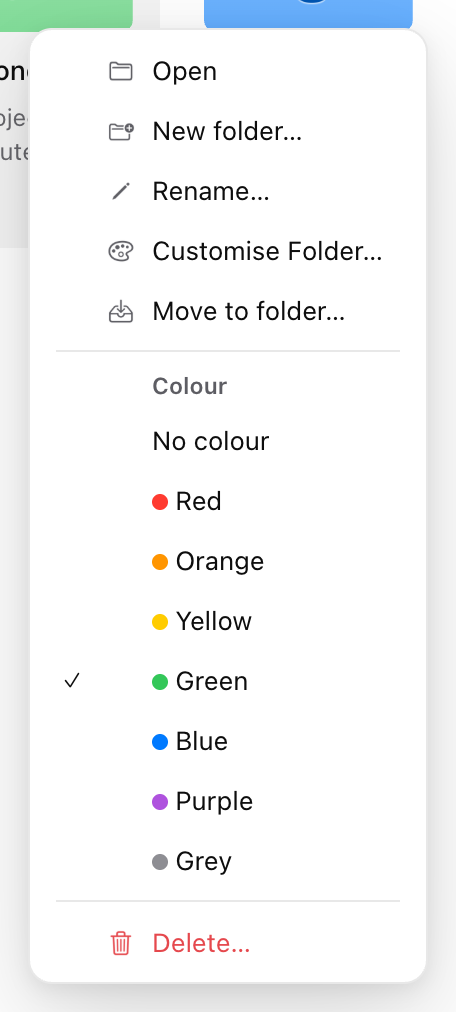 Open
New folder...
Rename...
Customise Folder...
Move to folder...
Colour
No colour
Red
Orange
Yellow
Green
Blue
Purple
Grey
Delete...